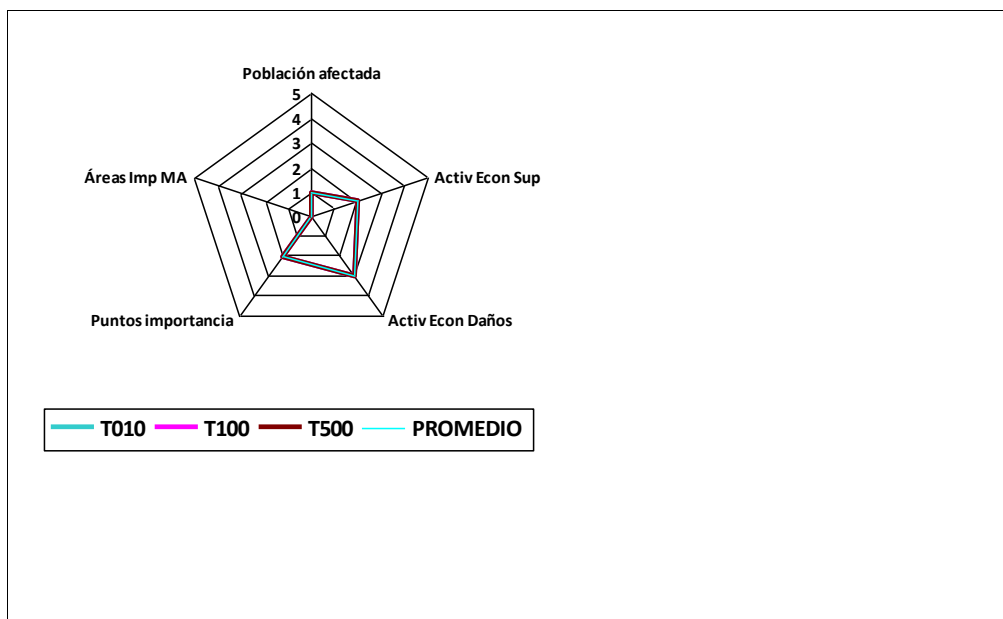 Población afectada
5
4
3
2
1
0
Áreas Imp MA
Activ Econ Sup
Puntos importancia
Activ Econ Daños
T010 T100 T500 PROMEDIO